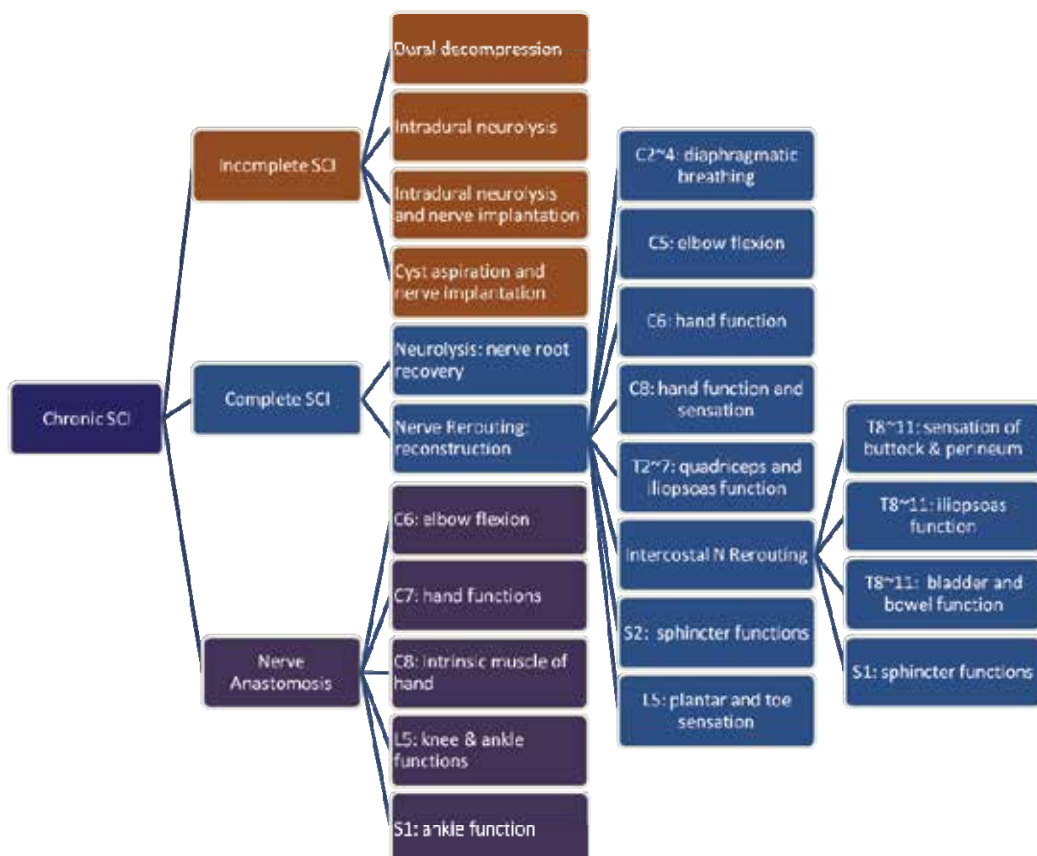 Dural decompression
Intradural neurolysis
Incomplete SCI
Intradural neurolysis
and nerve implantation
Cyst aspiration and
nerve implantation
Chronic SCI
Complete SCI
Neurolysis: nerve root
recovery
Nerve Rerouting:
reconstruction
Nerve
Anastomosis
C6: elbow flexion
C7: hand functions
C8: intrinsic muscle of
hand
L5: knee & ankle
functions
S1: ankle function
C2~4: diaphragmatic
breathing
C5: elbow flexion
C6: hand function
C8: hand function and
sensation
T2~7: quadriceps and
iliopsoas function
Intercostal N Rerouting
S2: sphincter functions
L5: plantar and toe
sensation
T8~11: sensation of
buttock & perineum
T8~11: iliopsoas
function
T8~11: bladder and
bowel function
S1: sphincter functions